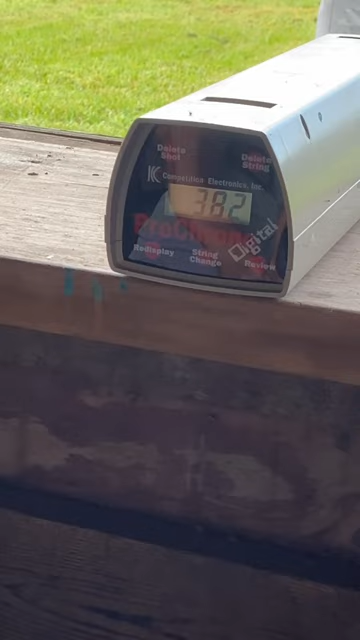 Delete
Shot
Delete
String
Competition Electronics, Inc.
382
ProChrono
Digital
Redisplay
String
Change
Review